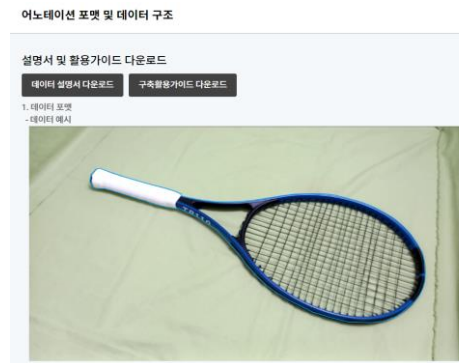 어노테이션 포맷 및 데이터 구조
설명서 및 활용가이드 다운로드
데이터 설명서 다운로드
구축활용가이드 다운로드
1. 데이터 포맷
- 데이터 예시